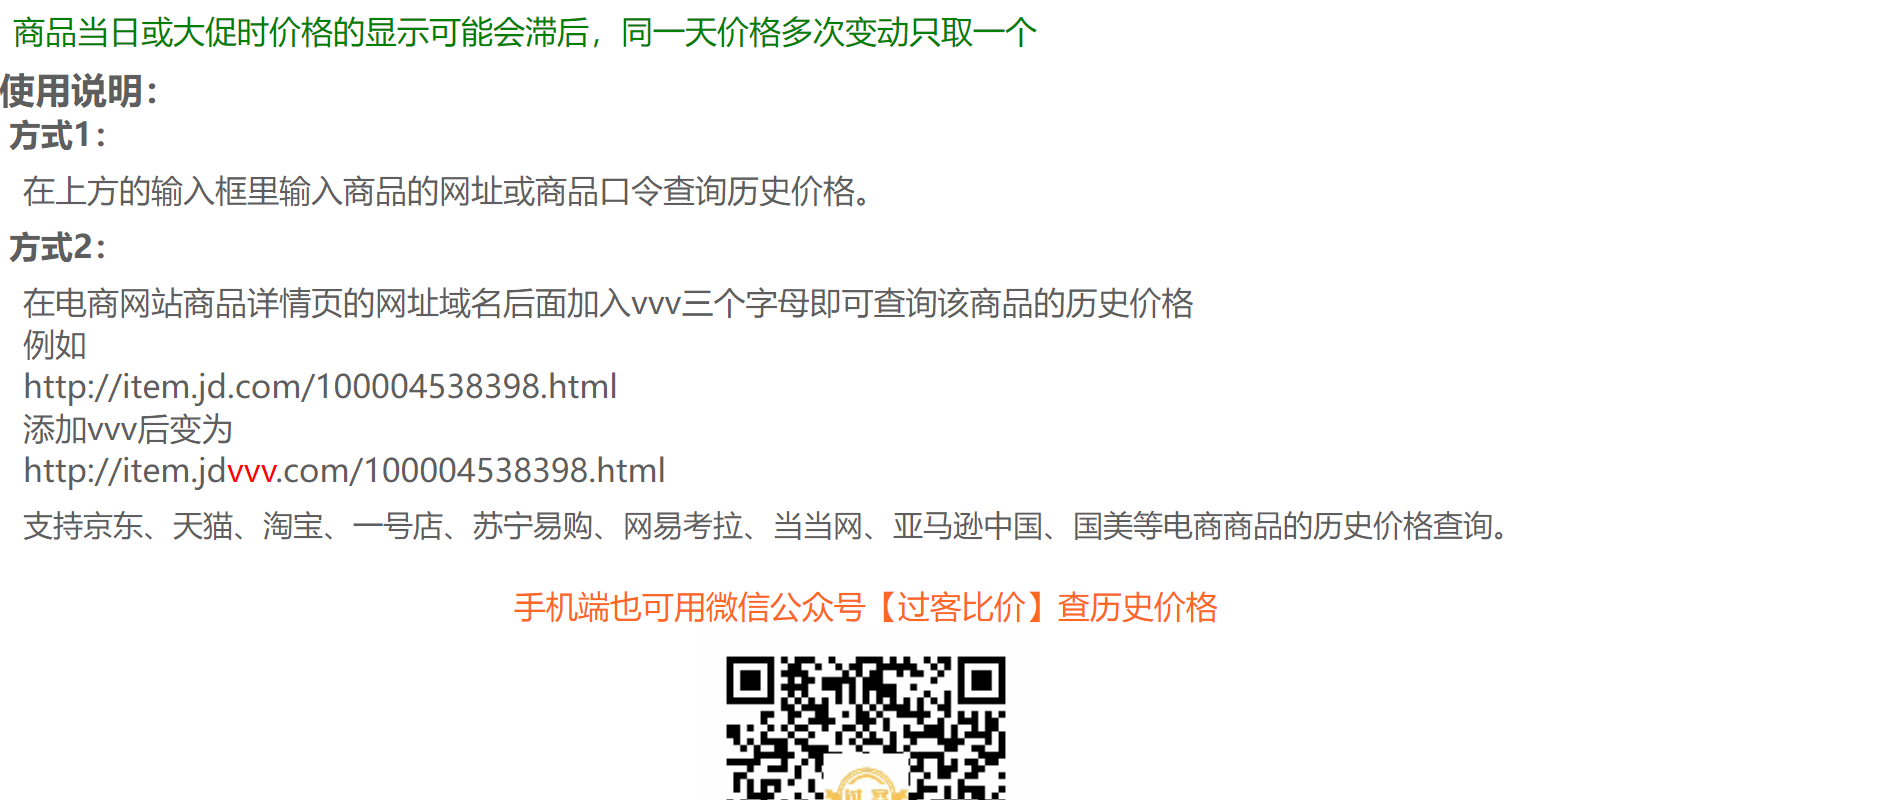 商品当日或大促时价格的显示可能会滞后，同一天价格多次变动只取一个
使用说明：
方式1：
在上方的输入框里输入商品的网址或商品口令查询历史价格。
方式2：
在电商网站商品详情页的网址域名后面加入vvv三个字母即可查询该商品的历史价格
例如
http://item.jd.com/100004538398.html
添加vvv后变为
http://item.jdvvv.com/100004538398.html
支持京东、天猫、淘宝、一号店、苏宁易购、网易考拉、当当网、亚马逊中国、国美等电商商品的历史价格查询。
手机端也可用微信公众号【过客比价】查历史价格